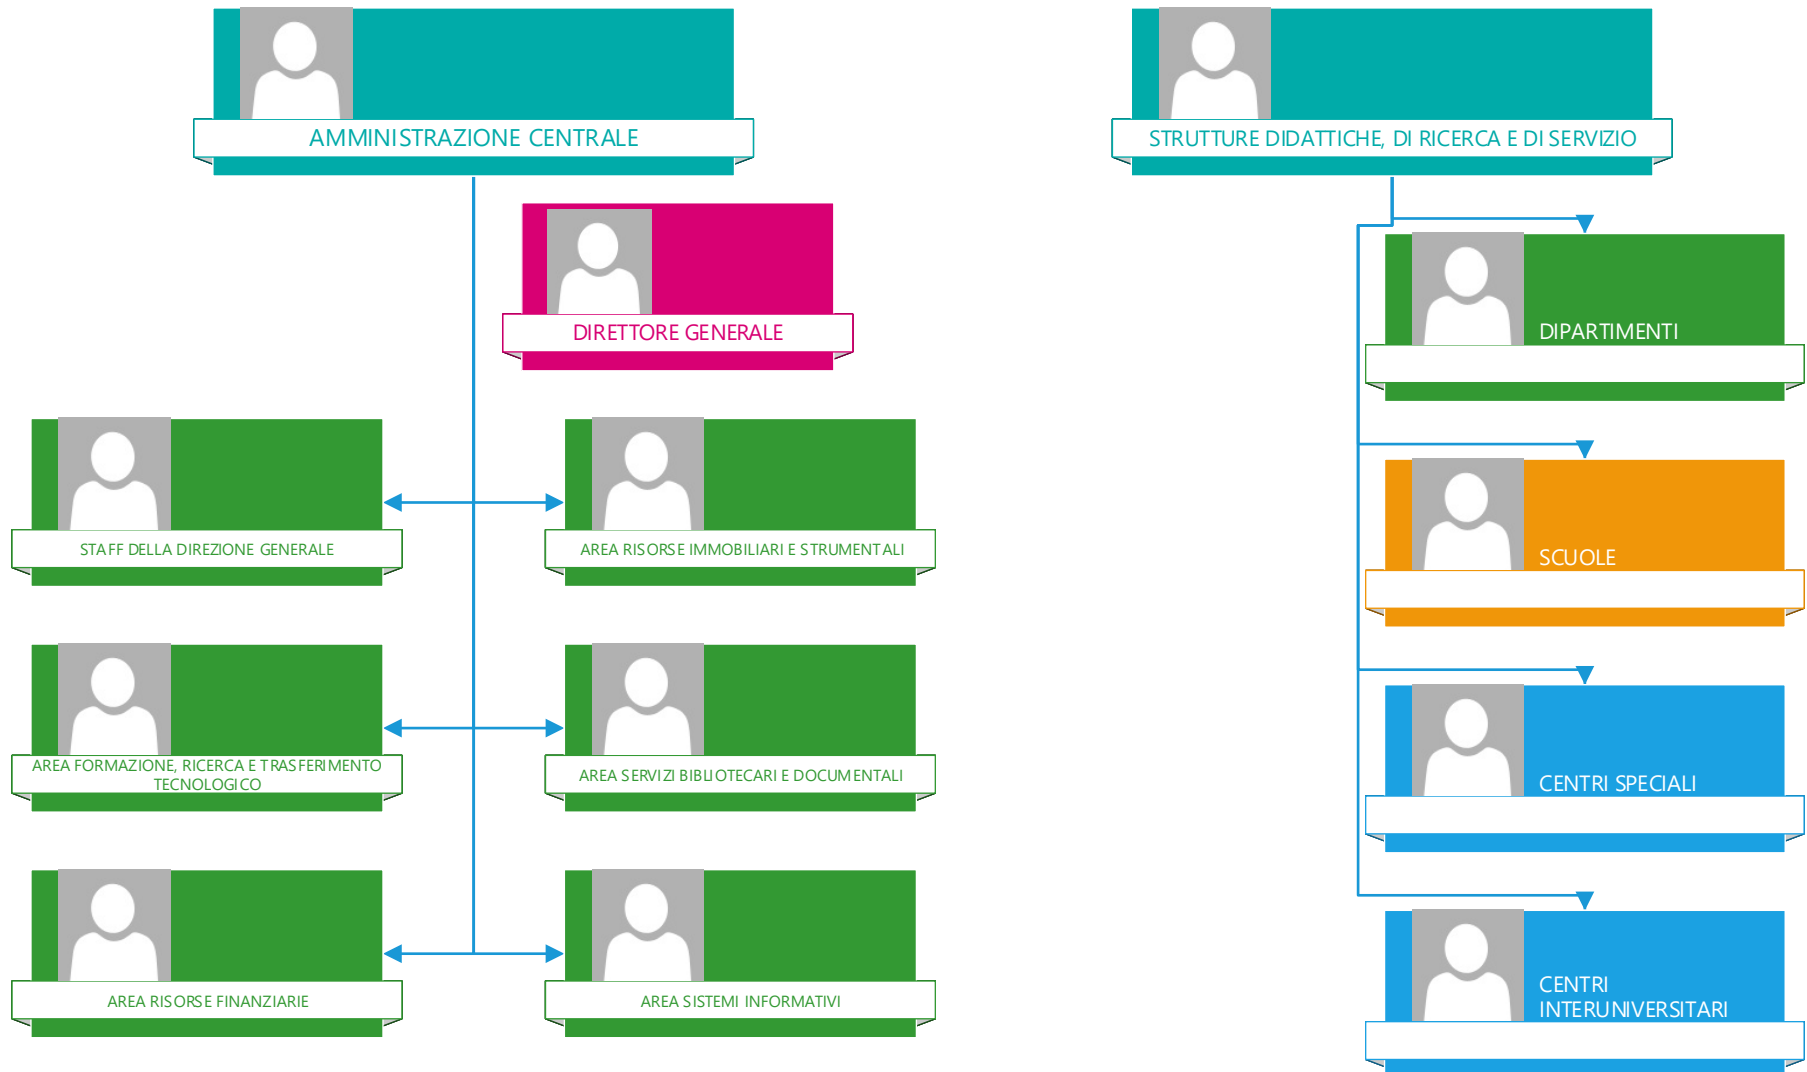 AMMINISTRAZIONE CENTRALE
DIRETTORE GENERALE
STAFF DELLA DIREZIONE GENERALE
AREA RISORSE IMMOBILIARI E STRUMENTALI
AREA FORMAZIONE, RICERCA E TRASFERIMENTO
TECNOLOGICO
AREA SERVIZI BIBLIOTECARI E DOCUMENTALI
AREA RISORSE FINANZIARIE
AREA SISTEMI INFORMATIVI
STRUTTURE DIDATTICHE, DI RICERCA E DI SERVIZIO
DIPARTIMENTI
SCUOLE
CENTRI SPECIALI
CENTRI
INTERUNIVERSITARI